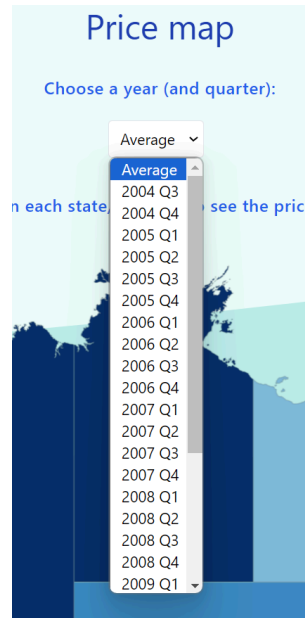 Price map
Choose a year (and quarter):
Average
Average
2004 Q3
n each state, see the pric
2004 Q4
2005 Q1
2005 Q2
2005 Q3
2005 Q4
2006 Q1
2006 Q2
2006 Q3
2006 Q4
2007 Q1
2007 Q2
2007 Q3
2007 Q4
2008 Q1
2008 Q2
2008 Q3
2008 Q4
2009 Q1